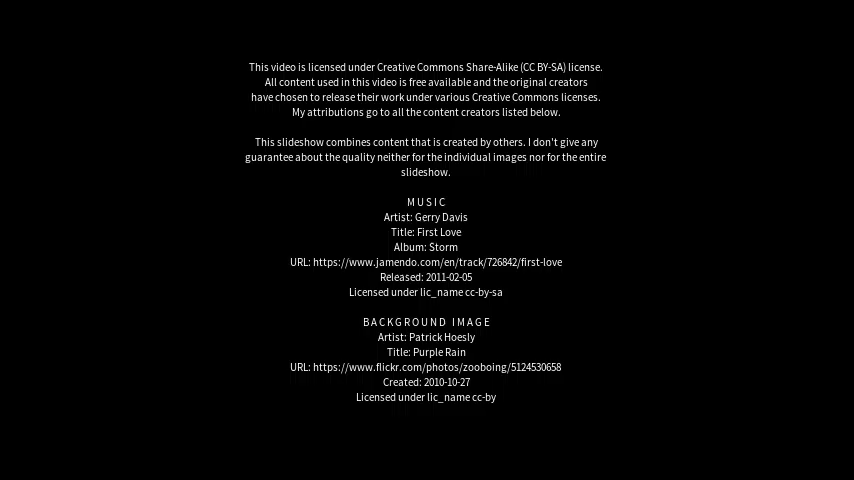 This video is licensed under Creative Commons Share-Alike (CC BY-SA) license.
All content used in this video is free available and the original creators
have chosen to release their work under various Creative Commons licenses.
My attributions go to all the content creators listed below.
This slideshow combines content that is created by others. I don't give any
guarantee about the quality neither for the individual images nor for the entire
slideshow.
MUSIC
Artist: Gerry Davis
Title: First Love
Album: Storm
URL: https://www.jamendo.com/en/track/726842/first-love
Released: 2011-02-05
Licensed under lic_name cc-by-sa
BACKGROUND IMAGE
Artist: Patrick Hoesly
Title: Purple Rain
URL: https://www.flickr.com/photos/zooboing/5124530658
Created: 2010-10-27
Licensed under lic_name cc-by